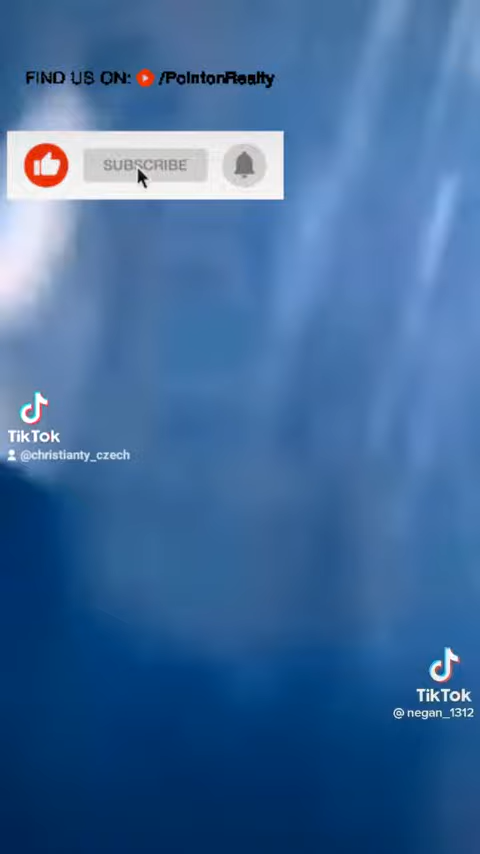 FIND US ON: /PointonRealty
SUBSCRIBE
TikTok
@christianty_czech
TikTok
@negan_1312